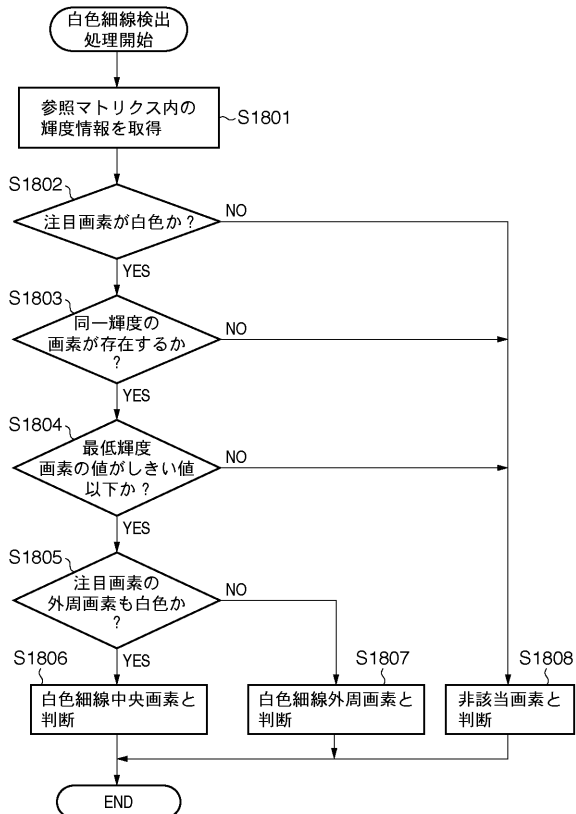 白色細線検出
処理開始
参照マトリクス内の
輝度情報を取得
S1801
S1802
注目画素が白色か?
NO
YES
S1803
同一輝度の
画素が存在するか
?
NO
YES
S1804
最低輝度
画素の値がしきい値
以下か?
NO
YES
S1805
注目画素の
外周画素も白色か
?
NO
YES
S1806
白色細線中央画素と
判断
S1807
白色細線外周画素と
判断
S1808
非該当画素と
判断
END